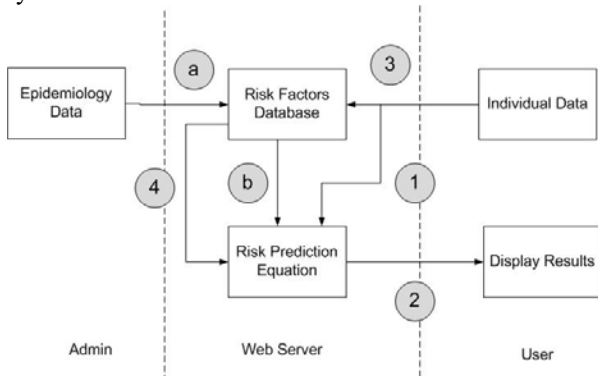 a
3
Epidemiology
Data
Risk Factors
Database
Individual Data
4
b
1
Risk Prediction
Equation
Display Results
2
Admin
Web Server
User